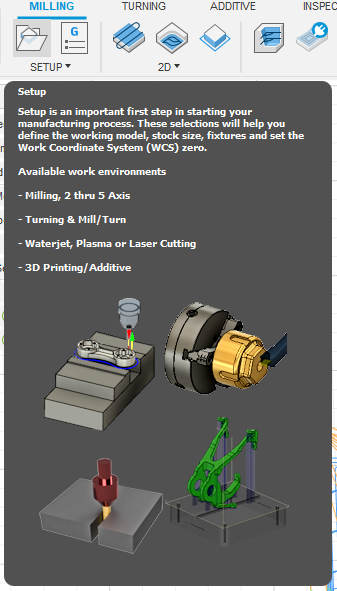 MILLING TURNING ADDITIVE INSPEC
G
SETUP 2D
Setup
Setup is an important first step in starting your
manufacturing process. These selections will help you
define the working model, stock size, fixtures and set the
Work Coordinate System (WCS) zero.
Available work environments
- Milling, 2 thru 5 Axis
- Turning & Mill/Turn
- Waterjet, Plasma or Laser Cutting
- 3D Printing/Additive